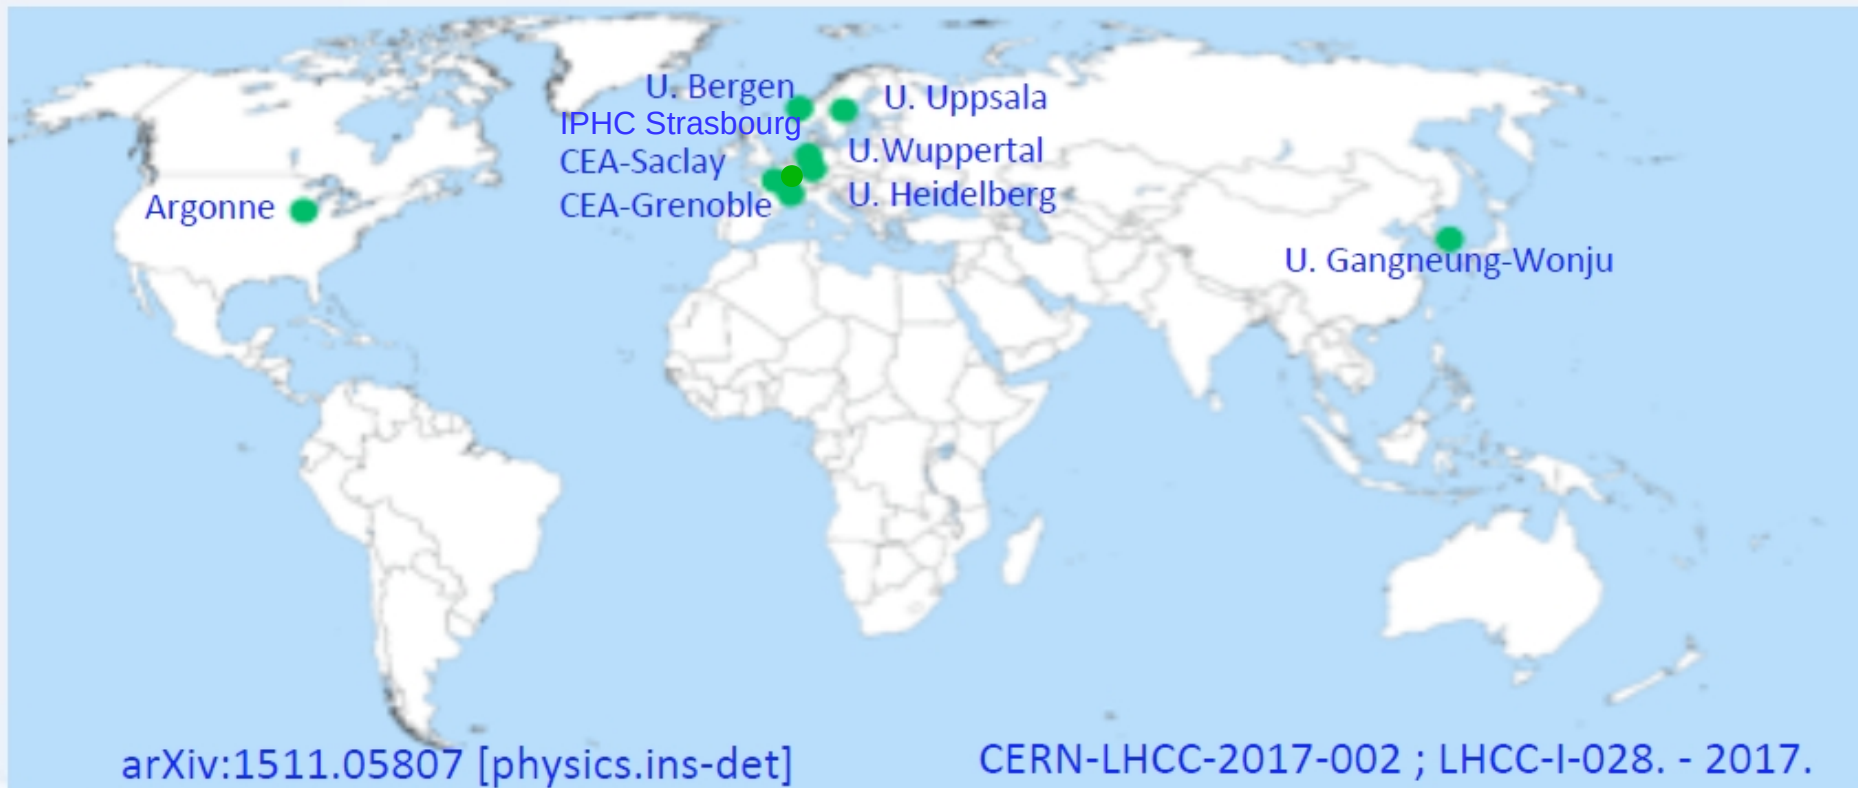 U. Bergen
U. Uppsala
IPHC Strasbourg
CEA-Saclay
U.Wuppertal
Argonne
CEA-Grenoble
U. Heidelberg
U. Gangneung-Wonju
arXiv:1511.05807 [physics.ins-det]
CERN-LHCC-2017-002 ; LHCC-I-028. - 2017.